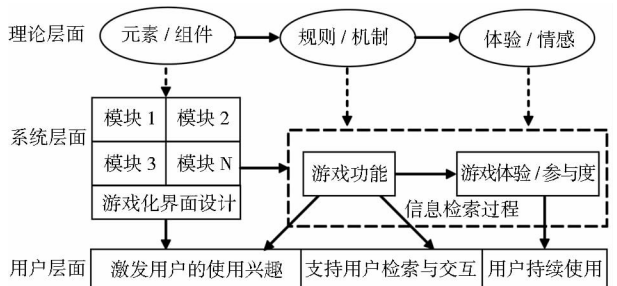 理论层面 元素 / 组件 规则 / 机制 体验 / 情感
模块 1 模块 2
系统层面
模块 3 模块 N 游戏功能 游戏体验 / 参与度
游戏化界面设计 信息检索过程
用户层面 激发用户的使用兴趣 支持用户检索与交互 用户持续使用